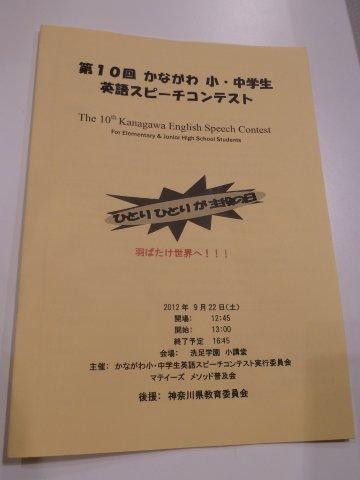 第10回 かながわ 小・中学生
英語スピーチコンテスト
The 10th Kanagawa English Speech Contest
For Elementary & Junior High School Students
ひとり ひとり が 主役の日
羽ばたけ世界へ！！！
2012年 9月22日(土)
開場： 12:45
開始： 13:00
終了予定 16:45
会場： 洗足学園 小講堂
主催： かながわ小・中学生英語スピーチコンテスト実行委員会
マテイーズ メソッド普及会
後援： 神奈川県教育委員会